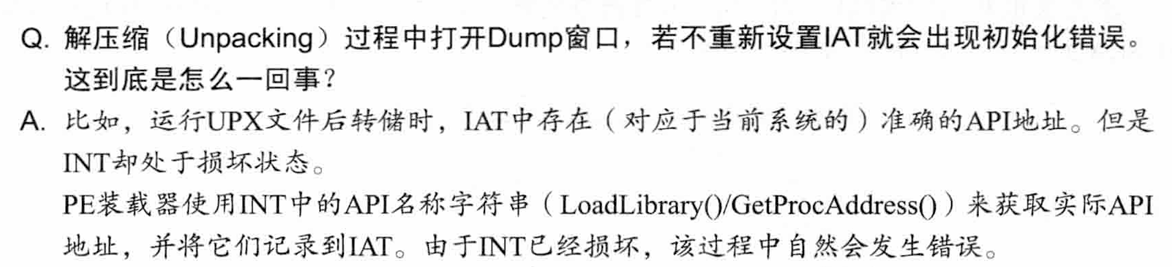 Q. 解压缩（Unpacking）过程中打开Dump窗口，若不重新设置IAT就会出现初始化错误。
这到底是怎么一回事？
A. 比如，运行UPX文件后转储时，IAT中存在（对应于当前系统的）准确的API地址。但是
INT却处于损坏状态。
PE装载器使用INT中的API名称字符串（LoadLibrary()/GetProcAddress()）来获取实际API
地址，并将它们记录到IAT。由于INT已经损坏，该过程中自然会发生错误。